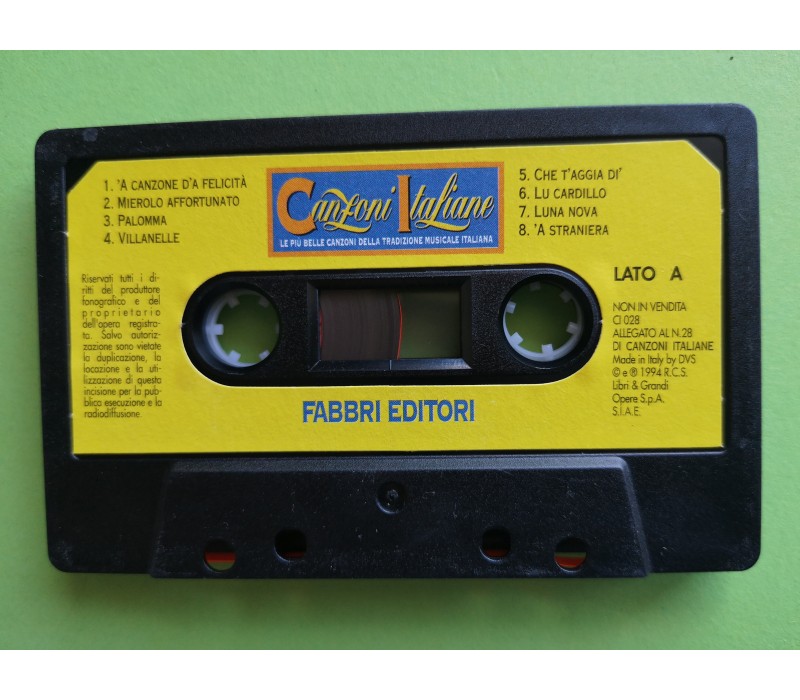 1. 'A CANZONE D'A FELICITÀ
2. MIEROLO AFFORTUNATO
3. PALOMMA
4. VILLANELLE
Canzoni Italiane
LE PIÙ BELLE CANZONI DELLA TRADIZIONE MUSICALE ITALIANA
5. CHE T'AGGIA DI'
6. LU CARDILLO
7. LUNA NOVA
8. 'A STRANIERA
LATO A
Riservati tutti i di-
ritti del produttore
fonografico e del
proprietario
dell'opera registra-
ta. Salvo autoriz-
zazione sono vietate
la duplicazione, la
locazione e la uti-
lizzazione di questa
incisione per la pub-
blica esecuzione e la
radiodiffusione.
NON IN VENDITA
CI 028
ALLEGATO AL N.28
DI CANZONI ITALIANE
Made in Italy by DVS
© e ℗ 1994 R.C.S.
Libri & Grandi
Opere S.p.A.
S.I.A.E.
FABBRI EDITORI